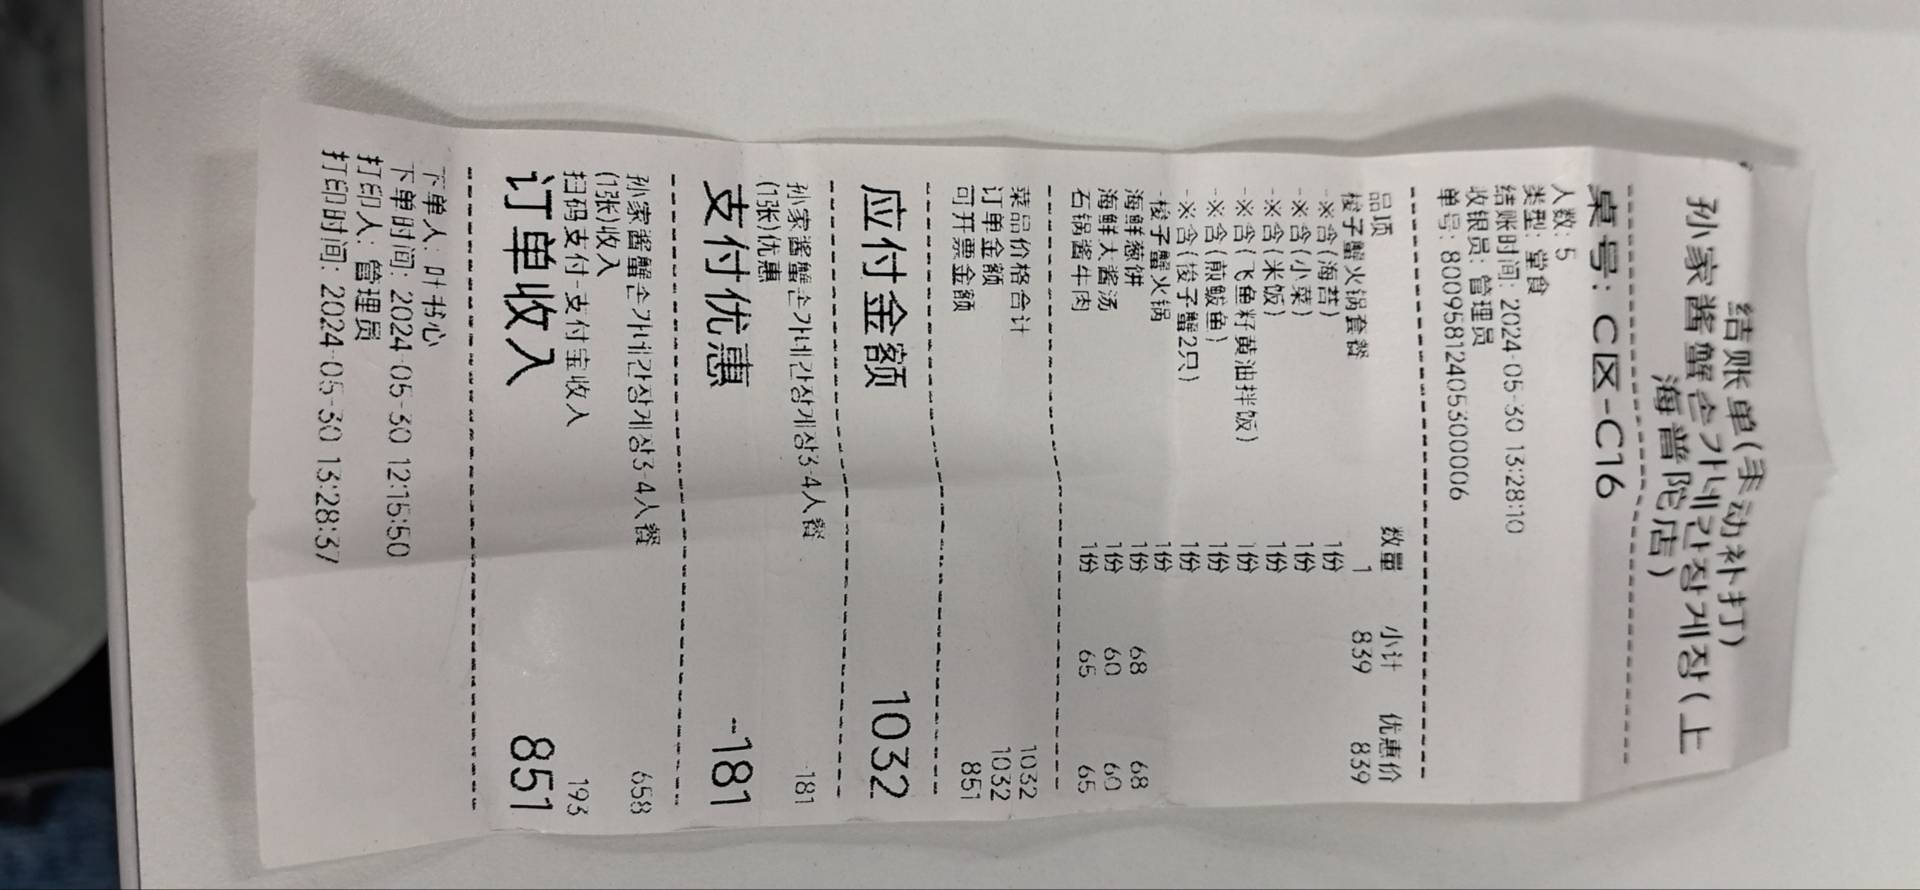 结账单(手动补打)
孙家酱蟹손가네간장게장(上
海普陀店)
桌号: C区-C16
人数: 5
类型: 堂食
结账时间: 2024-05-30 13:28:10
收银员: 管理员
单号: 80095812405300006
品项 数量 小计 优惠价
梭子蟹火锅套餐 1 839 839
-※含(海苔) 1份
-※含(小菜) 1份
-※含(米饭) 1份
-※含(飞鱼籽黄油拌饭) 1份
-※含(煎鲅鱼) 1份
-※含(梭子蟹2只) 1份
-梭子蟹火锅 1份
海鲜葱饼 1份 68 68
海鲜大酱汤 1份 60 60
石锅酱牛肉 1份 65 65
菜品价格合计 1032
订单金额 1032
可开票金额 851
应付金额 1032
孙家酱蟹손가네간장게장3-4人餐 -181
(1张)优惠
支付优惠 -181
孙家酱蟹손가네간장게장3-4人餐 658
(1张)收入
扫码支付-支付宝收入 193
订单收入 851
下单人: 叶书心
下单时间: 2024-05-30 12:15:50
打印人: 管理员
打印时间: 2024-05-30 13:28:37